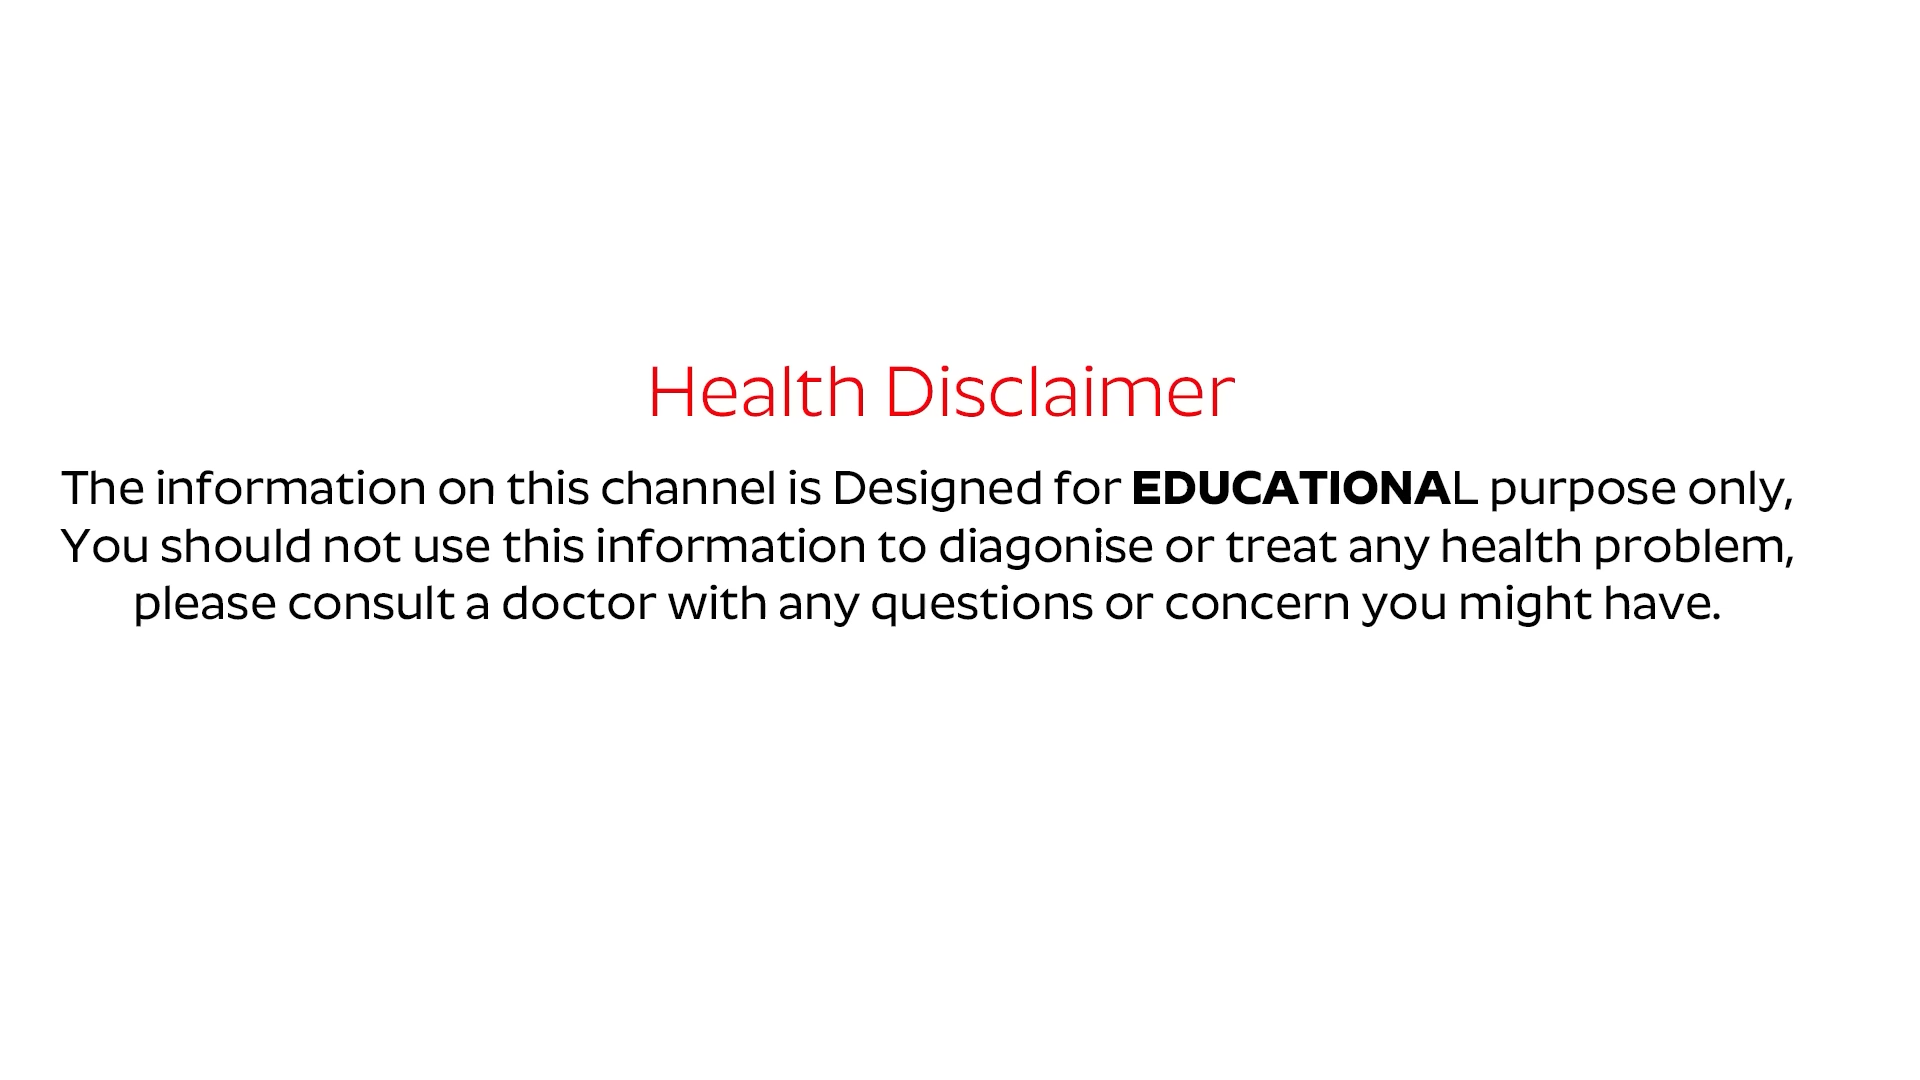 Health Disclaimer
The information on this channel is Designed for EDUCATIONAL purpose only,
You should not use this information to diagonise or treat any health problem,
please consult a doctor with any questions or concern you might have.